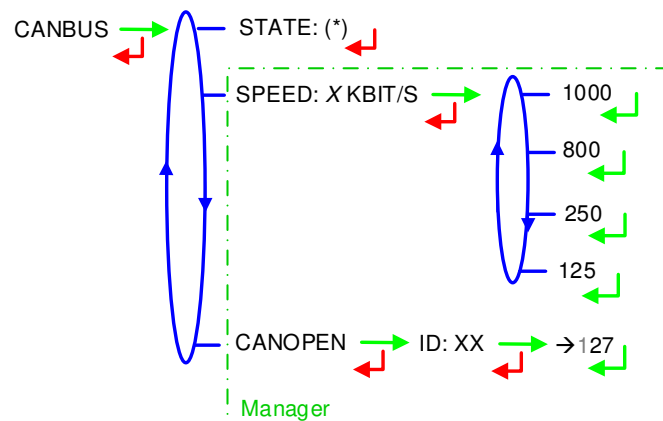 CANBUS
STATE: (*)
SPEED: X KBIT/S
1000
800
250
125
CANOPEN
ID: XX
→127
Manager